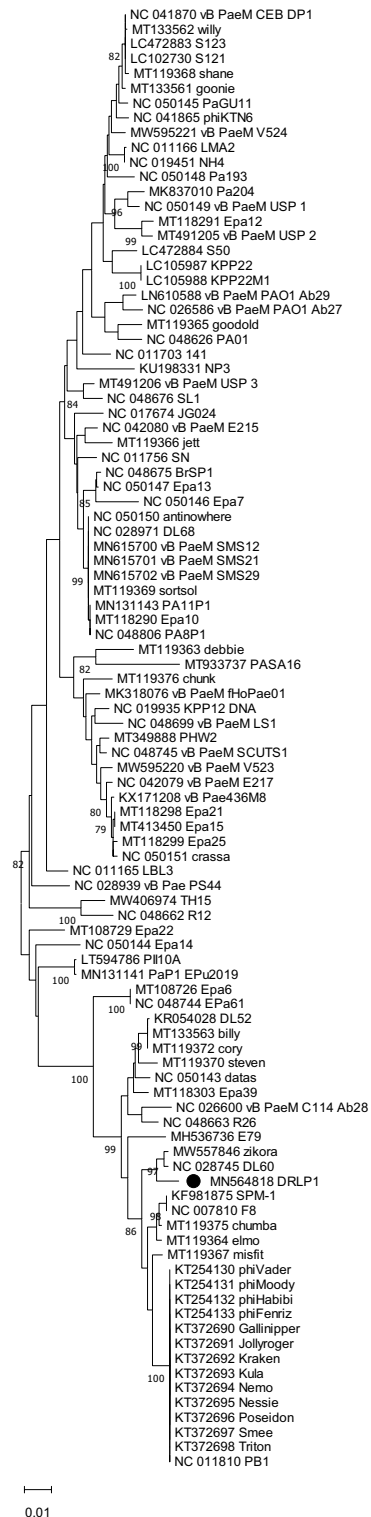 NC 041870 vB PaeM CEB DP1
MT133562 willy
LC472883 S123
82
LC102730 S121
MT119368 shane
MT133561 goonie
NC 050145 PaGU11
NC 041865 phiKTN6
MW595221 vB PaeM V524
NC 011166 LMA2
NC 019451 NH4
100
NC 050148 Pa193
MK837010 Pa204
NC 050149 vB PaeM USP 1
96
MT118291 Epa12
MT491205 vB PaeM USP 2
99
LC472884 S50
LC105987 KPP22
LC105988 KPP22M1
100
LN610588 vB PaeM PAO1 Ab29
NC 026586 vB PaeM PAO1 Ab27
MT119365 goodold
NC 048626 PA01
NC 011703 141
KU198331 NP3
MT491206 vB PaeM USP 3
NC 048676 SL1
84
NC 017674 JG024
NC 042080 vB PaeM E215
MT119366 jett
NC 011756 SN
NC 048675 BrSP1
NC 050147 Epa13
NC 050146 Epa7
85
NC 050150 antinowhere
NC 028971 DL68
MN615700 vB PaeM SMS12
MN615701 vB PaeM SMS21
MN615702 vB PaeM SMS29
99
MT119369 sortsol
MN131143 PA11P1
MT118290 Epa10
NC 048806 PA8P1
MT119363 debbie
MT933737 PASA16
82
MT119376 chunk
MK318076 vB PaeM fHoPae01
NC 019935 KPP12 DNA
NC 048699 vB PaeM LS1
MT349888 PHW2
NC 048745 vB PaeM SCUTS1
MW595220 vB PaeM V523
NC 042079 vB PaeM E217
KX171208 vB Pae436M8
80
MT118298 Epa21
79
MT413450 Epa15
MT118299 Epa25
NC 050151 crassa
82
NC 011165 LBL3
NC 028939 vB Pae PS44
MW406974 TH15
100
NC 048662 R12
MT108729 Epa22
NC 050144 Epa14
LT594786 PII10A
MN131141 PaP1 EPu2019
100
MT108726 Epa6
NC 048744 EPa61
100
KR054028 DL52
MT133563 billy
99
MT119372 cory
MT119370 steven
100
NC 050143 datas
MT118303 Epa39
NC 026600 vB PaeM C114 Ab28
NC 048663 R26
MH536736 E79
99
MW557846 zikora
NC 028745 DL60
97
MN564818 DRLP1
KF981875 SPM-1
NC 007810 F8
98
MT119375 chumba
86
MT119364 elmo
MT119367 misfit
KT254130 phiVader
KT254131 phiMoody
KT254132 phiHabibi
KT254133 phiFenriz
KT372690 Gallinipper
KT372691 Jollyroger
KT372692 Kraken
100
KT372693 Kula
KT372694 Nemo
KT372695 Nessie
KT372696 Poseidon
KT372697 Smee
KT372698 Triton
NC 011810 PB1
0.01